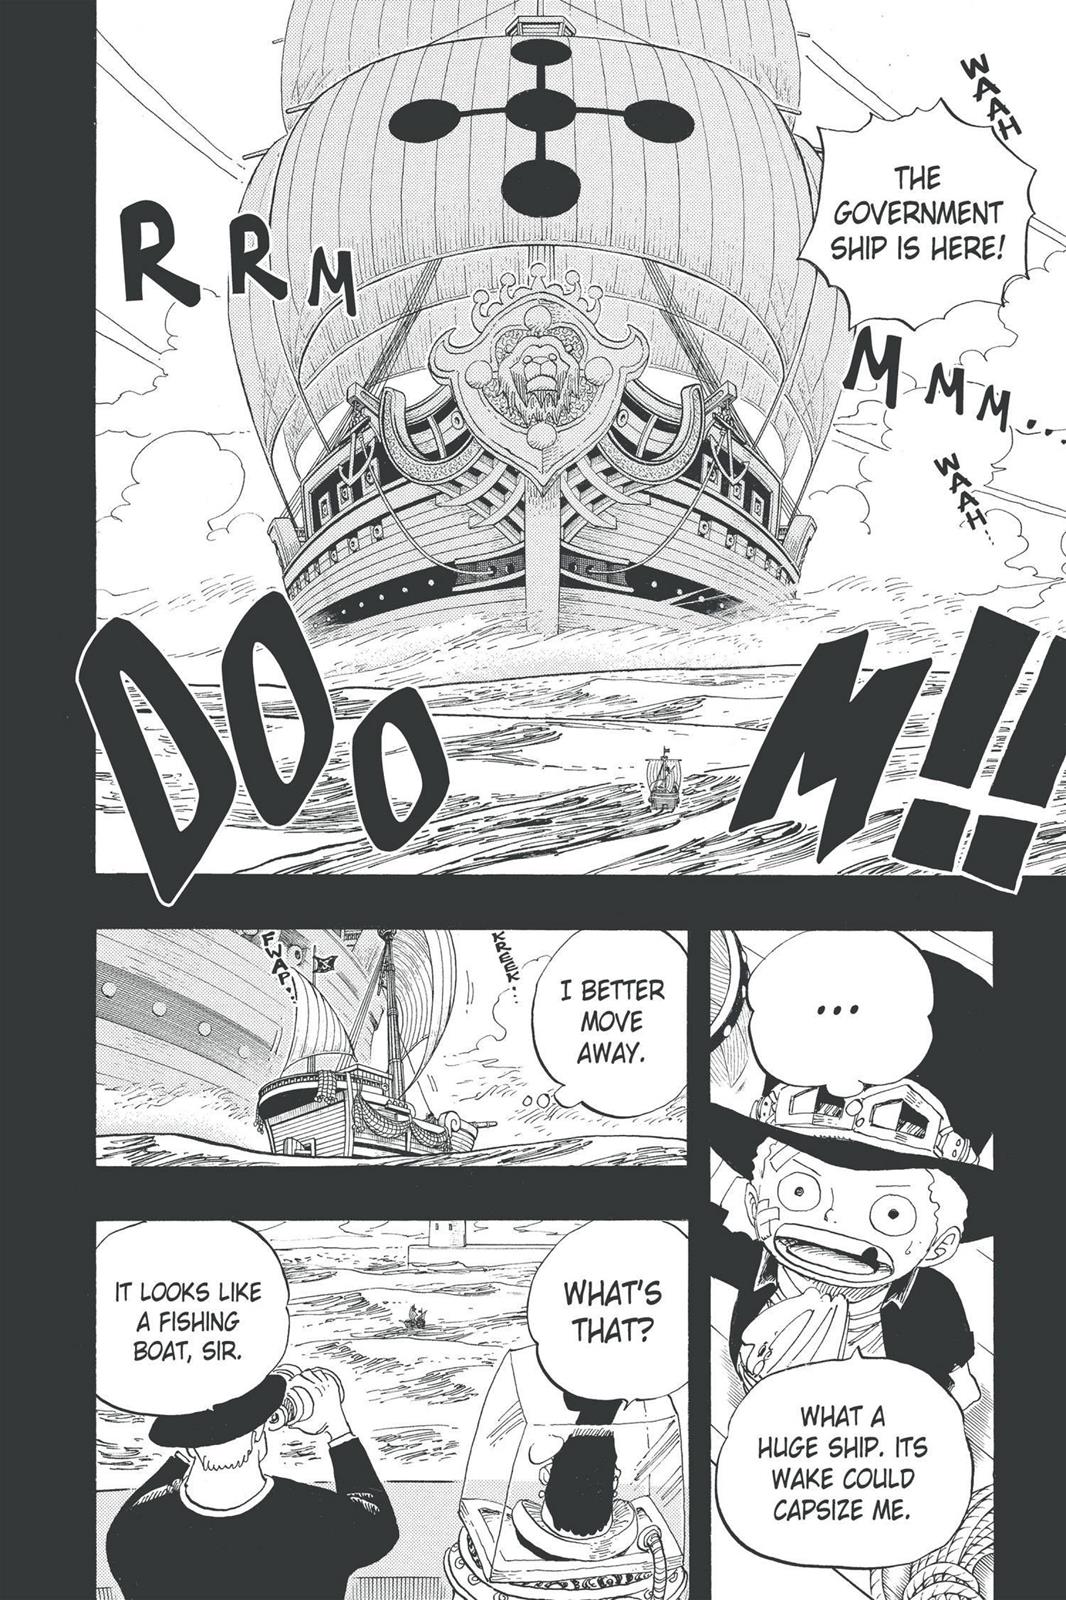 WAAH
THE
GOVERNMENT
SHIP IS HERE!
RRM
MMM...
WAAH...
DOOM!!
FWAP...
KREEK...
I BETTER
MOVE
AWAY.
...
WHAT A
HUGE SHIP. ITS
WAKE COULD
CAPSIZE ME.
IT LOOKS LIKE
A FISHING
BOAT, SIR.
WHAT'S
THAT?